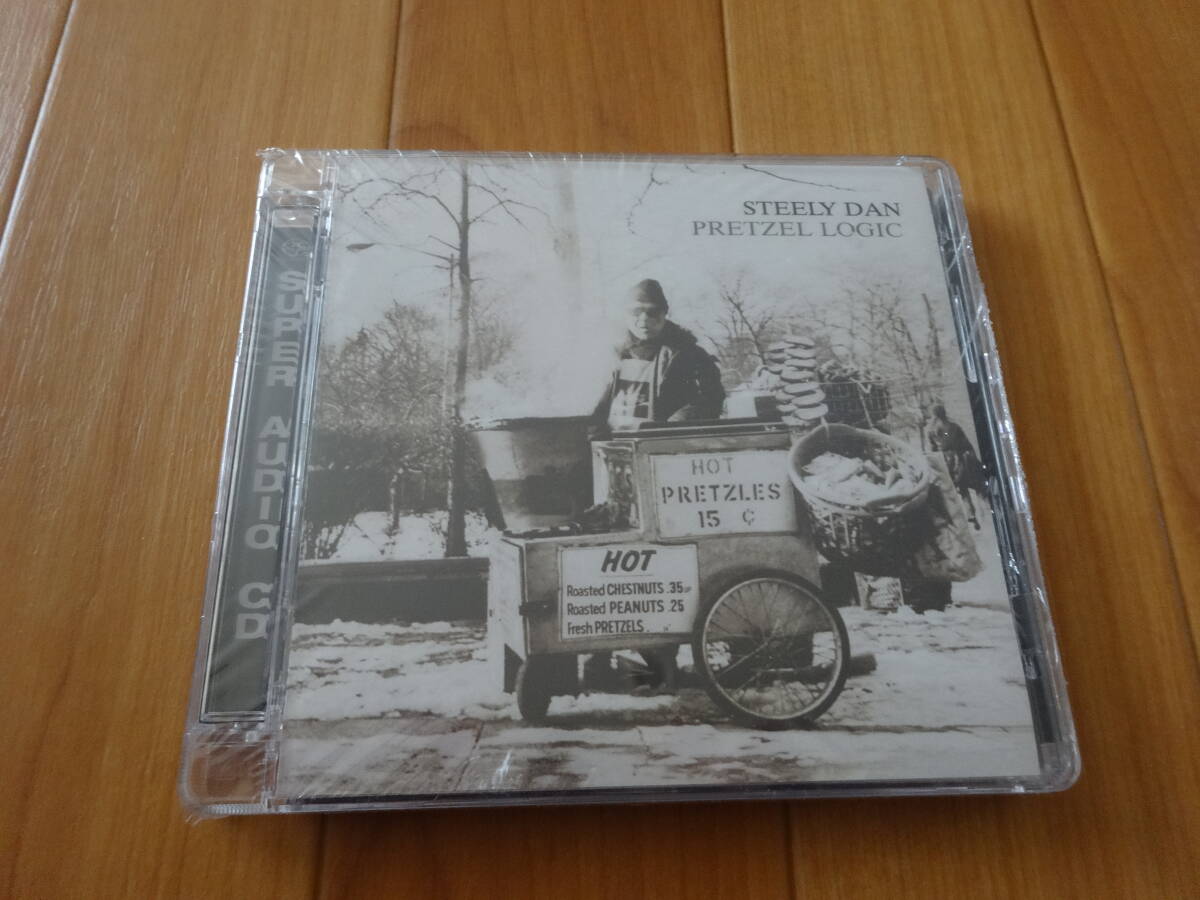 SUPER AUDIO CD
STEELY DAN
PRETZEL LOGIC
HOT
PRETZLES
15 ¢
HOT
Roasted CHESTNUTS .35
Roasted PEANUTS .25
Fresh PRETZELS